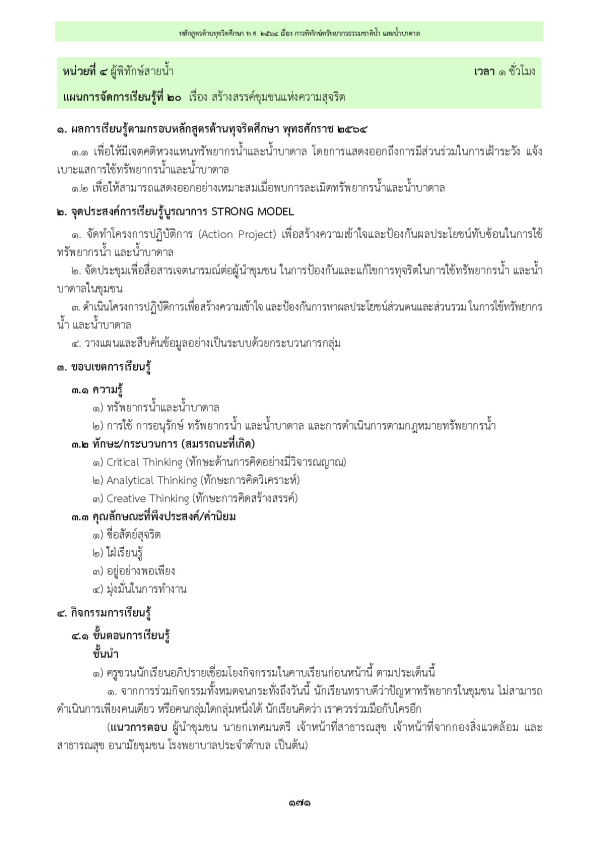 หลักสูตรต้านทุจริตศึกษา พ.ศ. ๒๕๖๔ เรื่อง การพิทักษ์ทรัพยากรธรรมชาติน้ำ และน้ำบาดาล
หน่วยที่ ๔ ผู้พิทักษ์สายน้ำ เวลา ๑ ชั่วโมง
แผนการจัดการเรียนรู้ที่ ๒๐ เรื่อง สร้างสรรค์ชุมชนแห่งความสุจริต
๑. ผลการเรียนรู้ตามกรอบหลักสูตรต้านทุจริตศึกษา พุทธศักราช ๒๕๖๔
๑.๑ เพื่อให้มีเจตคติหวงแหนทรัพยากรน้ำและน้ำบาดาล โดยการแสดงออกถึงการมีส่วนร่วมในการเฝ้าระวัง แจ้ง
เบาะแสการใช้ทรัพยากรน้ำและน้ำบาดาล
๑.๒ เพื่อให้สามารถแสดงออกอย่างเหมาะสมเมื่อพบการละเมิดทรัพยากรน้ำและน้ำบาดาล
๒. จุดประสงค์การเรียนรู้บูรณาการ STRONG MODEL
๑. จัดทำโครงการปฏิบัติการ (Action Project) เพื่อสร้างความเข้าใจและป้องกันผลประโยชน์ทับซ้อนในการใช้
ทรัพยากรน้ำ และน้ำบาดาล
๒. จัดประชุมเพื่อสื่อสารเจตนารมณ์ต่อผู้นำชุมชน ในการป้องกันและแก้ไขการทุจริตในการใช้ทรัพยากรน้ำ และน้ำ
บาดาลในชุมชน
๓. ดำเนินโครงการปฏิบัติการเพื่อสร้างความเข้าใจ และป้องกันการหาผลประโยชน์ส่วนตนและส่วนรวม ในการใช้ทรัพยากร
น้ำ และน้ำบาดาล
๔. วางแผนและสืบค้นข้อมูลอย่างเป็นระบบด้วยกระบวนการกลุ่ม
๓. ขอบเขตการเรียนรู้
๓.๑ ความรู้
๑) ทรัพยากรน้ำและน้ำบาดาล
๒) การใช้ การอนุรักษ์ ทรัพยากรน้ำ และน้ำบาดาล และการดำเนินการตามกฎหมายทรัพยากรน้ำ
๓.๒ ทักษะ/กระบวนการ (สมรรถนะที่เกิด)
๑) Critical Thinking (ทักษะด้านการคิดอย่างมีวิจารณญาณ)
๒) Analytical Thinking (ทักษะการคิดวิเคราะห์)
๓) Creative Thinking (ทักษะการคิดสร้างสรรค์)
๓.๓ คุณลักษณะที่พึงประสงค์/ค่านิยม
๑) ซื่อสัตย์สุจริต
๒) ใฝ่เรียนรู้
๓) อยู่อย่างพอเพียง
๔) มุ่งมั่นในการทำงาน
๔. กิจกรรมการเรียนรู้
๔.๑ ขั้นตอนการเรียนรู้
ขั้นนำ
๑) ครูชวนนักเรียนอภิปรายเชื่อมโยงกิจกรรมในคาบเรียนก่อนหน้านี้ ตามประเด็นนี้
๑. จากการร่วมกิจกรรมทั้งหมดจนกระทั่งถึงวันนี้ นักเรียนทราบดีว่าปัญหาทรัพยากรในชุมชน ไม่สามารถ
ดำเนินการเพียงคนเดียว หรือคนกลุ่มใดกลุ่มหนึ่งได้ นักเรียนคิดว่า เราควรร่วมมือกับใครอีก
(แนวการตอบ ผู้นำชุมชน นายกเทศมนตรี เจ้าหน้าที่สาธารณสุข เจ้าหน้าที่จากกองสิ่งแวดล้อม และ
สาธารณสุข อนามัยชุมชน โรงพยาบาลประจำตำบล เป็นต้น)
๑๗๑